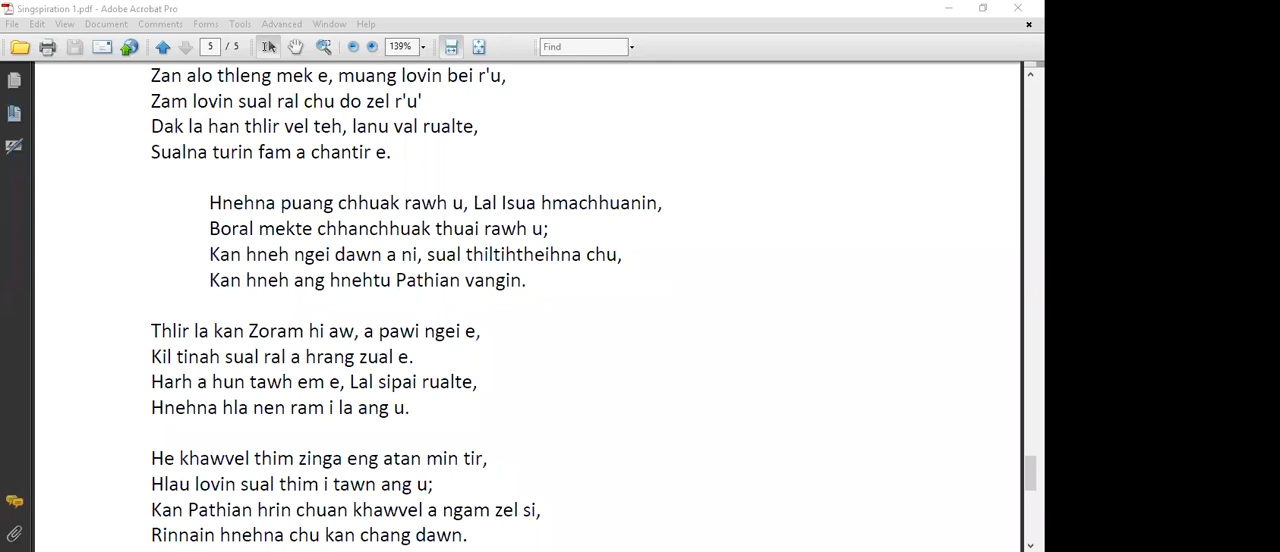 Singspiration 1.pdf - Adobe Acrobat Pro
File Edit View Document Comments Forms Tools Advanced Window Help
5 / 5 139% Find
Zan alo thleng mek e, muang lovin bei r'u,
Zam lovin sual ral chu do zel r'u'
Dak la han thlir vel teh, lanu val rualte,
Sualna turin fam a chantir e.
Hnehna puang chhuak rawh u, Lal Isua hmachhuanin,
Boral mekte chhanchhuak thuai rawh u;
Kan hneh ngei dawn a ni, sual thiltihtheihna chu,
Kan hneh ang hnehtu Pathian vangin.
Thlir la kan Zoram hi aw, a pawi ngei e,
Kil tinah sual ral a hrang zual e.
Harh a hun tawh em e, Lal sipai rualte,
Hnehna hla nen ram i la ang u.
He khawvel thim zinga eng atan min tir,
Hlau lovin sual thim i tawn ang u;
Kan Pathian hrin chuan khawvel a ngam zel si,
Rinnain hnehna chu kan chang dawn.